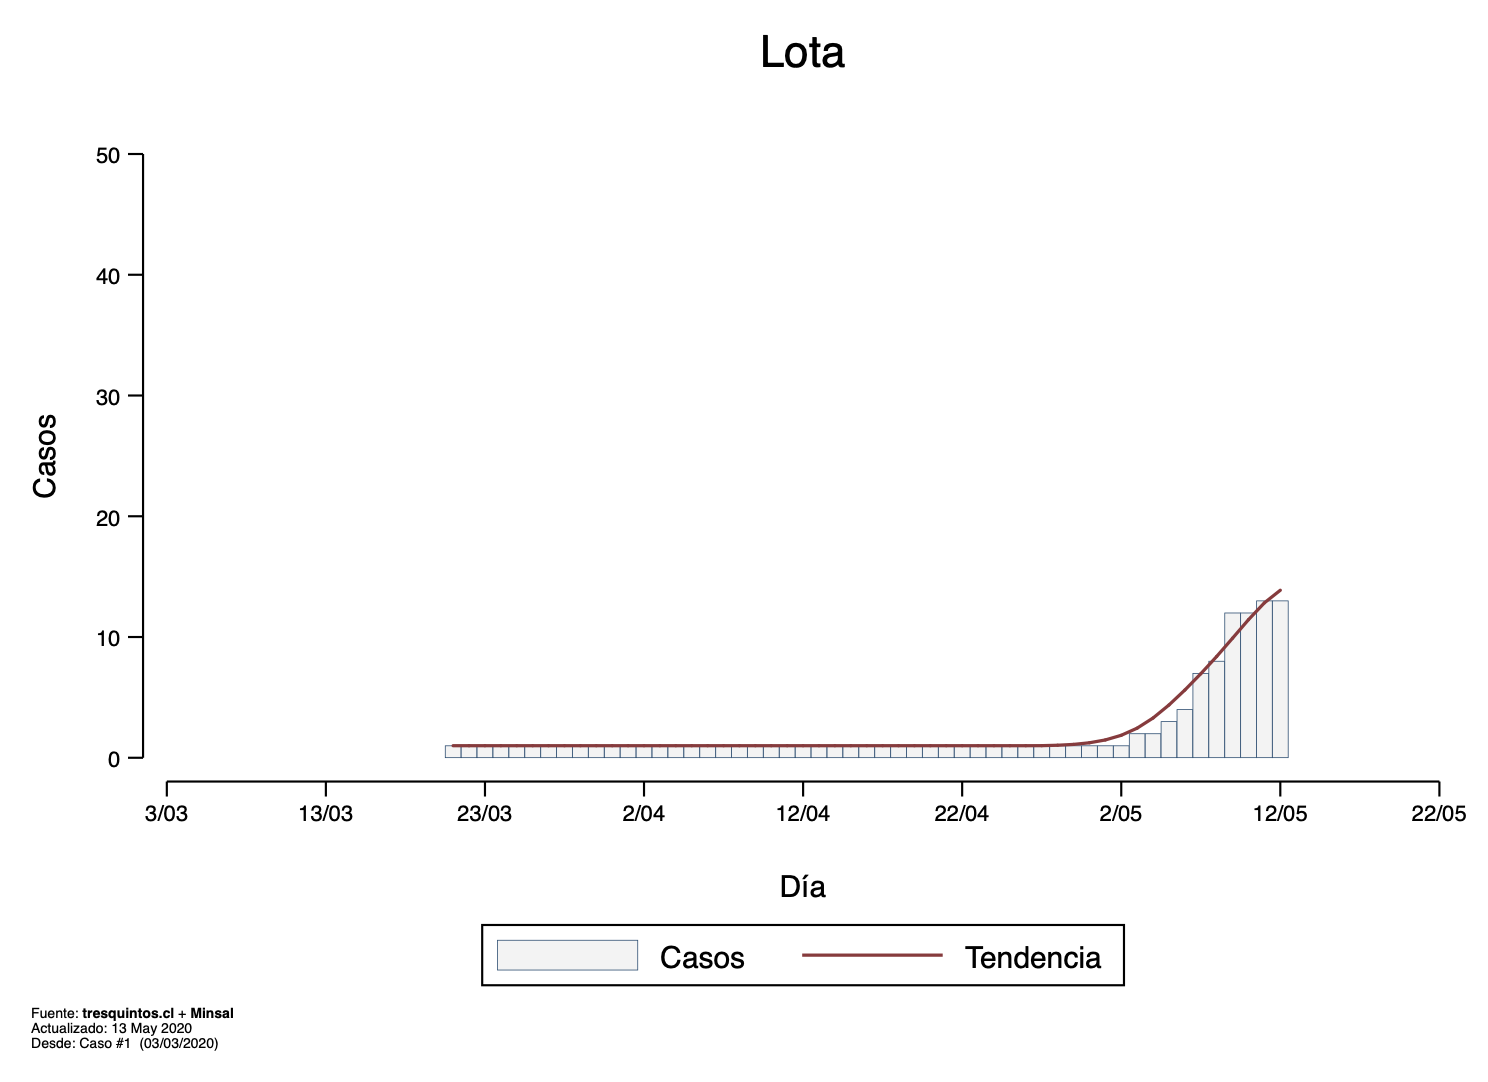 Lota
50
40
30
20
10
0
Casos
3/03 13/03 23/03 2/04 12/04 22/04 2/05 12/05 22/05
Día
Casos Tendencia
Fuente: tresquintos.cl + Minsal
Actualizado: 13 May 2020
Desde: Caso #1 (03/03/2020)